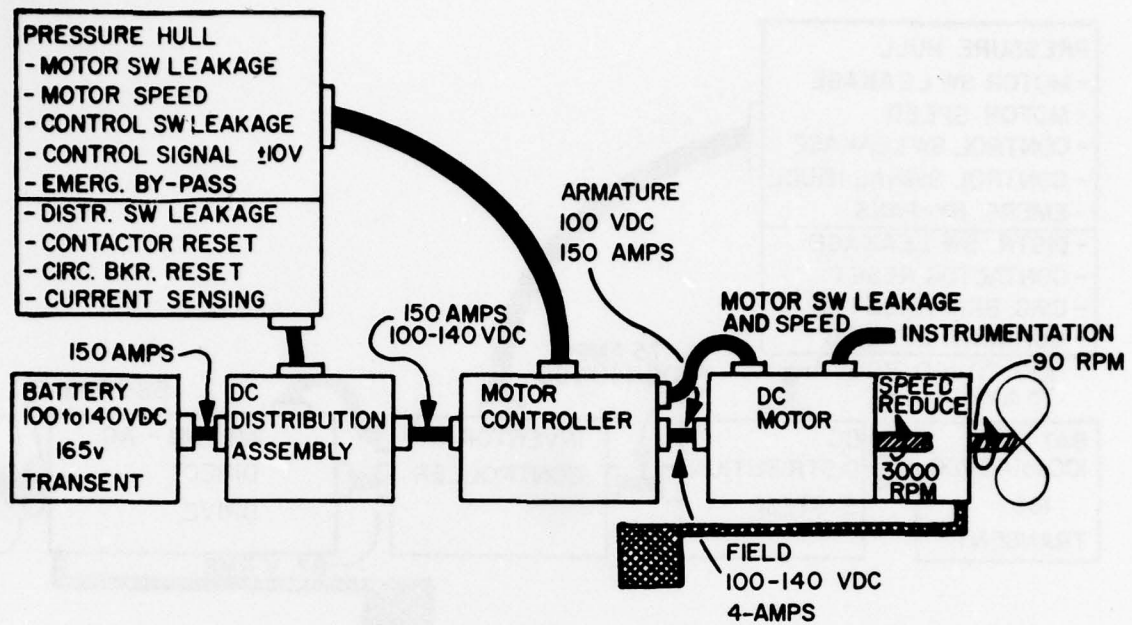 PRESSURE HULL
- MOTOR SW LEAKAGE
- MOTOR SPEED
- CONTROL SW LEAKAGE
- CONTROL SIGNAL ±10V
- EMERG. BY-PASS
- DISTR. SW LEAKAGE
- CONTACTOR RESET
- CIRC. BKR. RESET
- CURRENT SENSING
ARMATURE
100 VDC
150 AMPS
150 AMPS
150 AMPS
100-140 VDC
MOTOR SW LEAKAGE
AND SPEED
INSTRUMENTATION
90 RPM
BATTERY
100 to 140VDC
165v
TRANSENT
DC
DISTRIBUTION
ASSEMBLY
MOTOR
CONTROLLER
DC
MOTOR
SPEED
REDUCE
3000
RPM
FIELD
100-140 VDC
4-AMPS